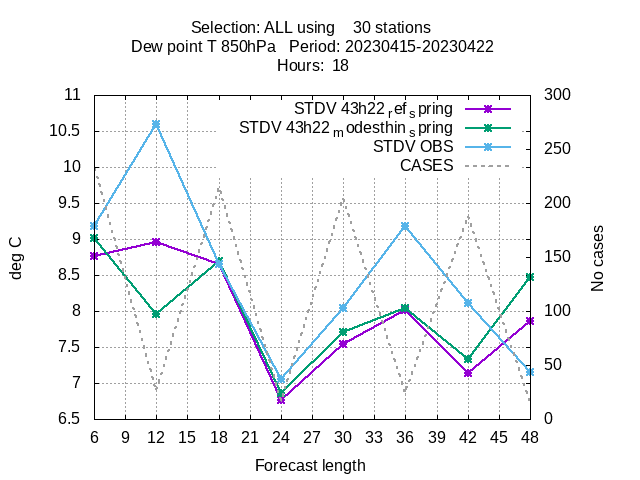 Selection: ALL using    30 stations
Dew point T 850hPa   Period: 20230415-20230422
Hours:  18
STDV 43h22_ref_spring
STDV 43h22_modesthin_spring
STDV OBS
CASES
11
10.5
10
9.5
9
8.5
8
7.5
7
6.5
deg C
300
250
200
150
100
50
0
No cases
6 9 12 15 18 21 24 27 30 33 36 39 42 45 48
Forecast length